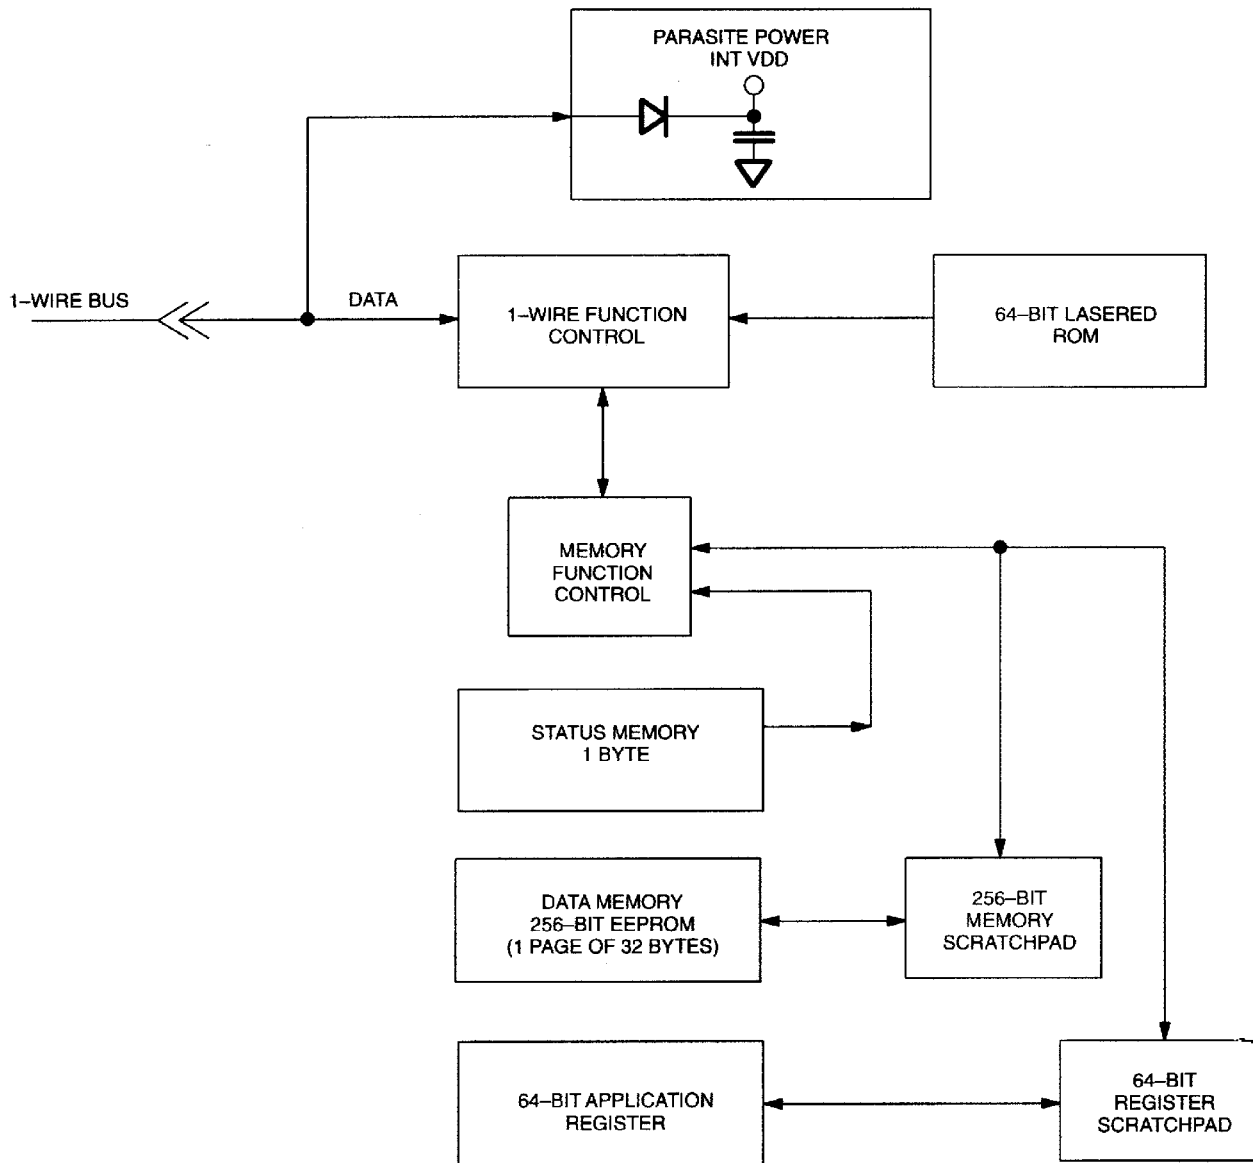 PARASITE POWER
INT VDD
1–WIRE BUS
DATA
1–WIRE FUNCTION
CONTROL
64–BIT LASERED
ROM
MEMORY
FUNCTION
CONTROL
STATUS MEMORY
1 BYTE
DATA MEMORY
256–BIT EEPROM
(1 PAGE OF 32 BYTES)
256–BIT
MEMORY
SCRATCHPAD
64–BIT APPLICATION
REGISTER
64–BIT
REGISTER
SCRATCHPAD